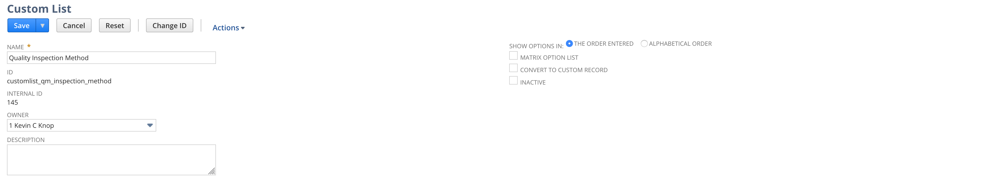 Custom List
Save Cancel Reset Change ID Actions
NAME *
Quality Inspection Method
ID
customlist_qm_inspection_method
INTERNAL ID
145
OWNER
1 Kevin C Knop
DESCRIPTION
SHOW OPTIONS IN: THE ORDER ENTERED ALPHABETICAL ORDER
MATRIX OPTION LIST
CONVERT TO CUSTOM RECORD
INACTIVE